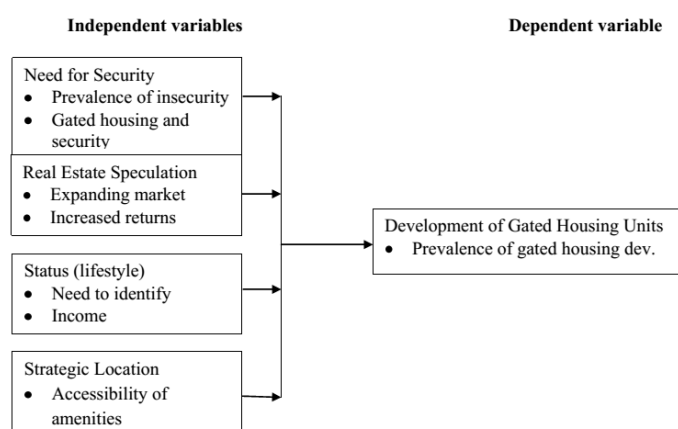 Independent variables
Dependent variable
Need for Security
● Prevalence of insecurity
● Gated housing and
security
Real Estate Speculation
● Expanding market
● Increased returns
Status (lifestyle)
● Need to identify
● Income
Strategic Location
● Accessibility of
amenities
Development of Gated Housing Units
● Prevalence of gated housing dev.